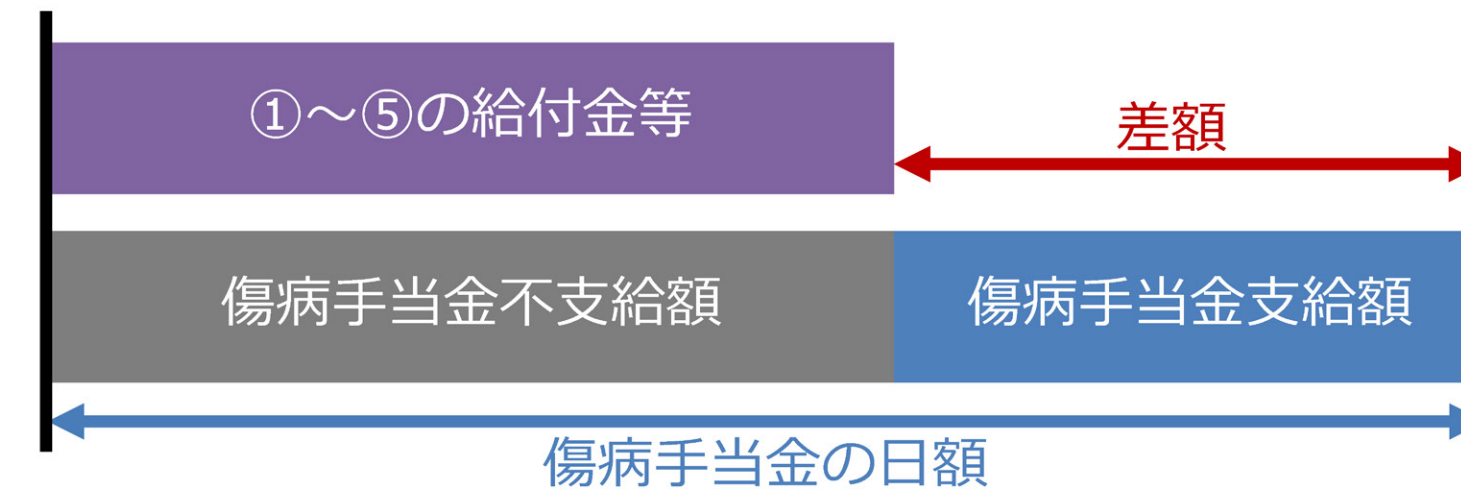 ①～⑤の給付金等
差額
傷病手当金不支給額
傷病手当金支給額
傷病手当金の日額